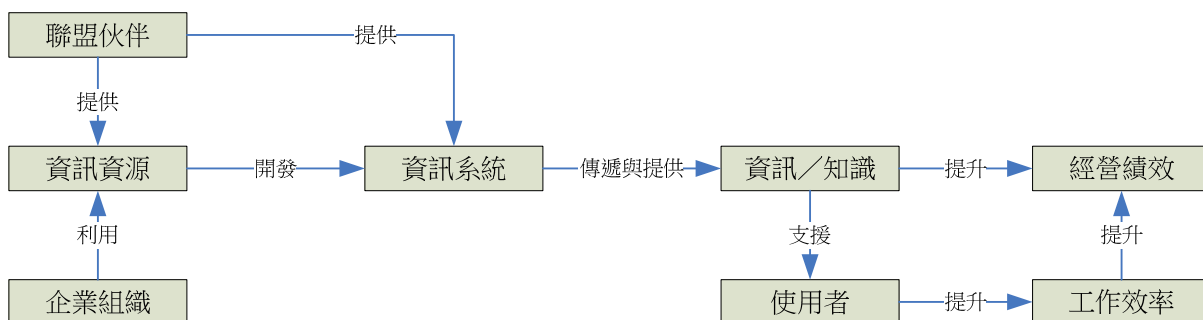 聯盟伙伴
提供
提供
資訊資源
開發
資訊系統
傳遞與提供
資訊／知識
提升
經營績效
利用
支援
提升
企業組織
使用者
提升
工作效率